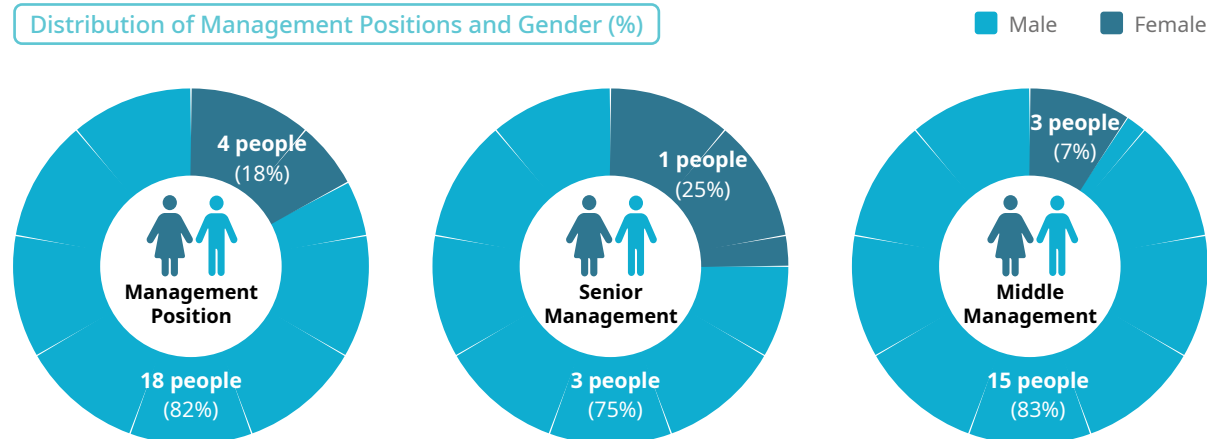 Distribution of Management Positions and Gender (%)
Male
Female
4 people
(18%)
Management
Position
18 people
(82%)
1 people
(25%)
Senior
Management
3 people
(75%)
3 people
(7%)
Middle
Management
15 people
(83%)